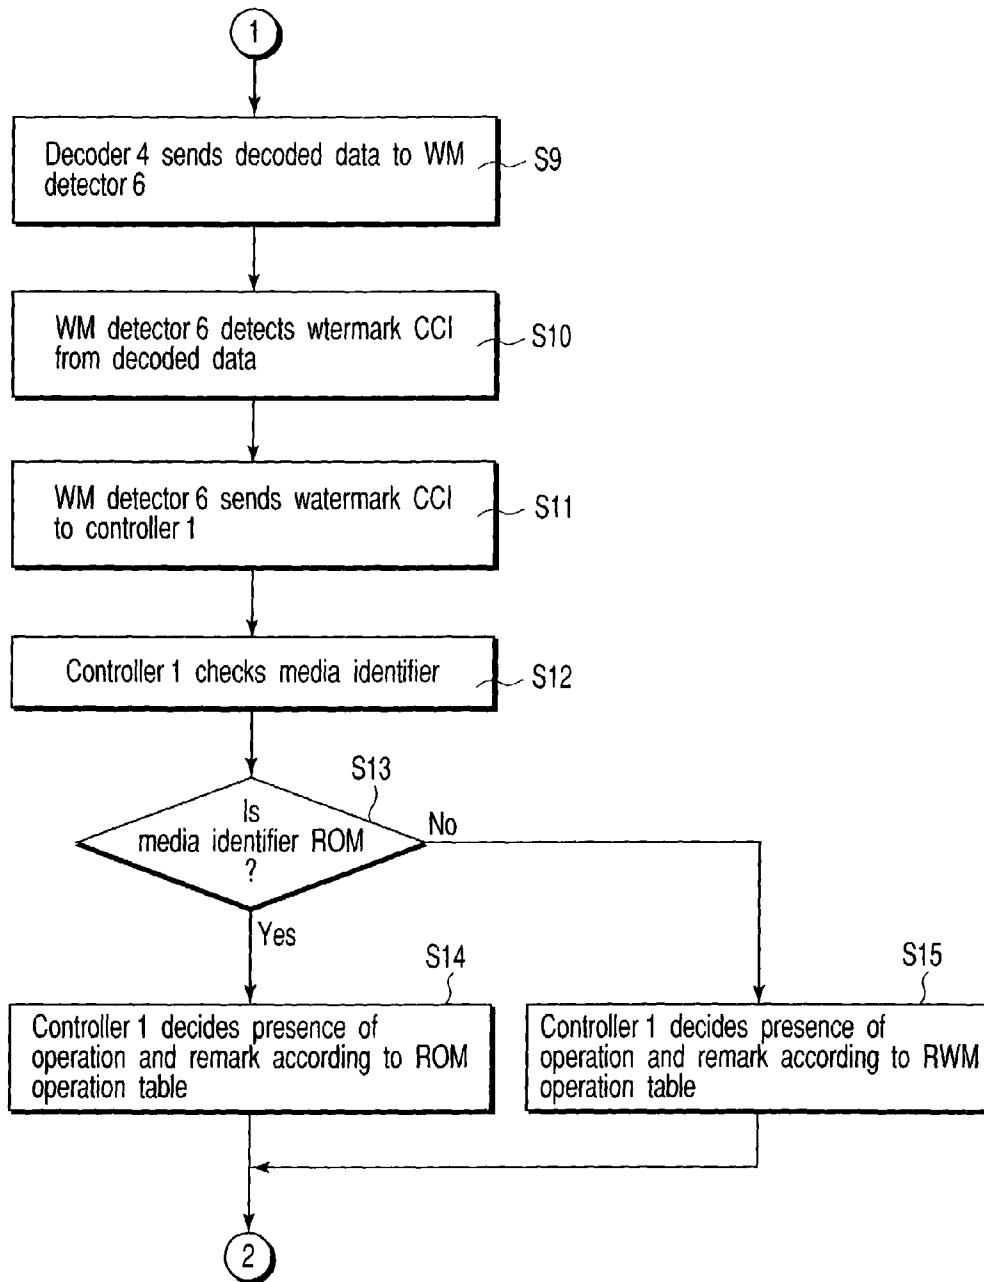 1
Decoder 4 sends decoded data to WM
detector 6
S9
WM detector 6 detects wtermark CCI
from decoded data
S10
WM detector 6 sends watermark CCI
to controller 1
S11
Controller 1 checks media identifier
S12
S13
Is
media identifier ROM
?
No
Yes
S14
Controller 1 decides presence of
operation and remark according to ROM
operation table
S15
Controller 1 decides presence of
operation and remark according to RWM
operation table
2